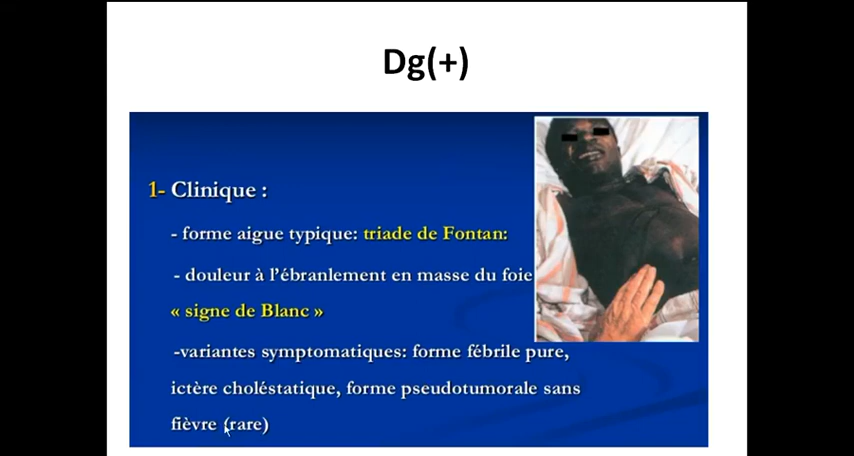 Dg(+)
1- Clinique :
- forme aigue typique: triade de Fontan:
- douleur à l'ébranlement en masse du foie
« signe de Blanc »
-variantes symptomatiques: forme fébrile pure,
ictère choléstatique, forme pseudotumorale sans
fièvre (rare)